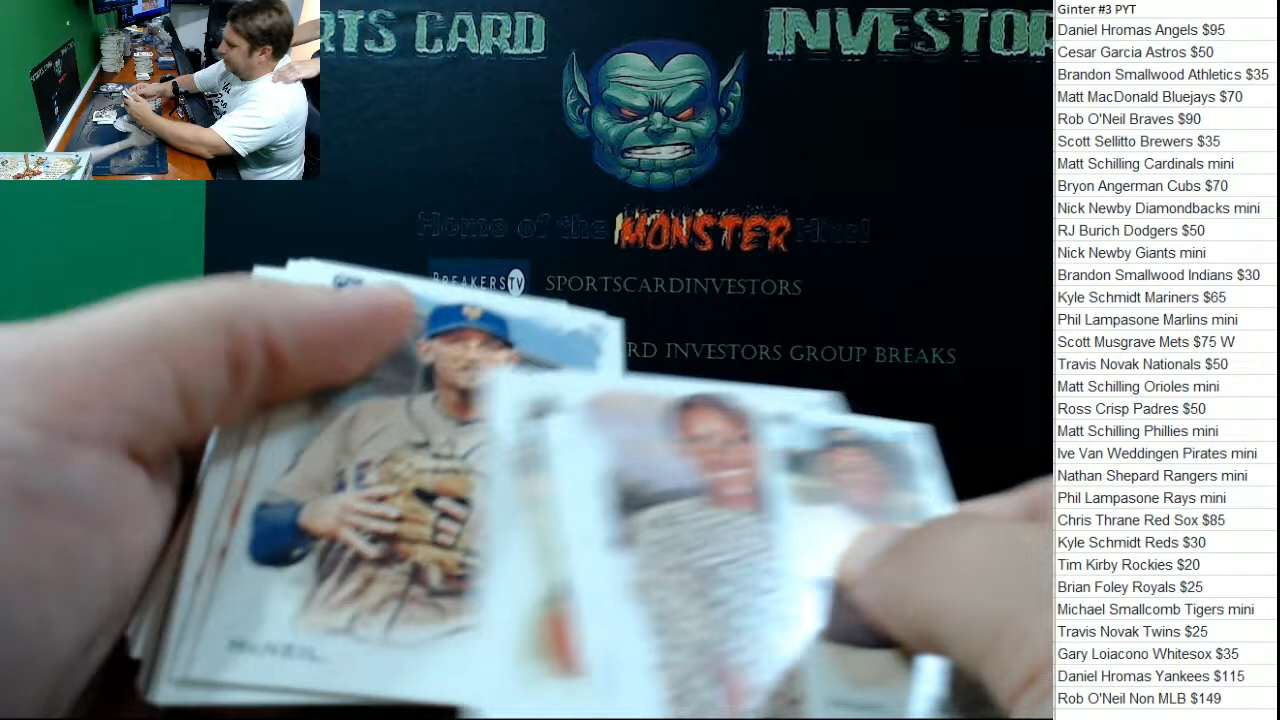 RTS CARD INVESTOR
Home of the MONSTER
BREAKERS TV SPORTSCARDINVESTORS
RD INVESTORS GROUP BREAKS
McNEIL
Ginter #3 PYT
Daniel Hromas Angels $95
Cesar Garcia Astros $50
Brandon Smallwood Athletics $35
Matt MacDonald Bluejays $70
Rob O'Neil Braves $90
Scott Sellitto Brewers $35
Matt Schilling Cardinals mini
Bryon Angerman Cubs $70
Nick Newby Diamondbacks mini
RJ Burich Dodgers $50
Nick Newby Giants mini
Brandon Smallwood Indians $30
Kyle Schmidt Mariners $65
Phil Lampasone Marlins mini
Scott Musgrave Mets $75 W
Travis Novak Nationals $50
Matt Schilling Orioles mini
Ross Crisp Padres $50
Matt Schilling Phillies mini
Ive Van Weddingen Pirates mini
Nathan Shepard Rangers mini
Phil Lampasone Rays mini
Chris Thrane Red Sox $85
Kyle Schmidt Reds $30
Tim Kirby Rockies $20
Brian Foley Royals $25
Michael Smallcomb Tigers mini
Travis Novak Twins $25
Gary Loiacono Whitesox $35
Daniel Hromas Yankees $115
Rob O'Neil Non MLB $149